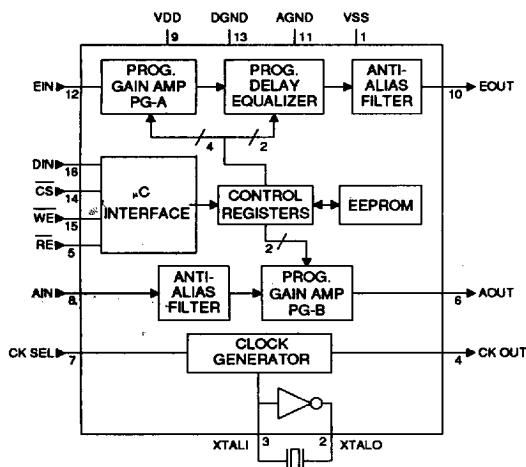 VDD DGND AGND VSS
9 13 11 1
EIN 12
PROG.
GAIN AMP
PG-A
PROG.
DELAY
EQUALIZER
ANTI-
ALIAS
FILTER
10 EOUT
4 2
DIN 16
CS 14
WE 15
RE 5
μC
INTERFACE
CONTROL
REGISTERS
EEPROM
2
AIN 8
ANTI-
ALIAS
FILTER
PROG.
GAIN AMP
PG-B
6 AOUT
CK SEL 7
CLOCK
GENERATOR
4 CK OUT
XTALI 3 2 XTALO